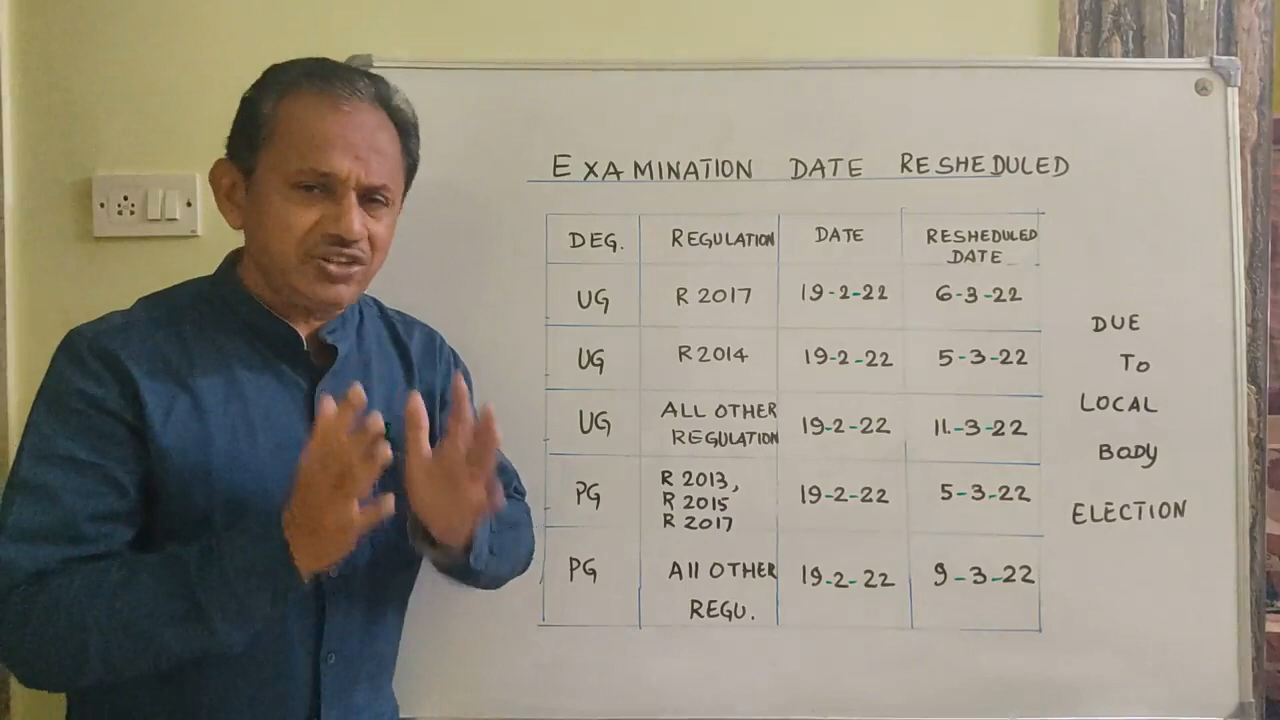 EXAMINATION DATE RESHEDULED
DEG. REGULATION DATE RESHEDULED DATE
UG R 2017 19-2-22 6-3-22
UG R 2014 19-2-22 5-3-22
UG ALL OTHER REGULATION 19-2-22 11-3-22
PG R 2013, R 2015 R 2017 19-2-22 5-3-22
PG All OTHER REGU. 19-2-22 9-3-22
DUE
TO
LOCAL
BODY
ELECTION